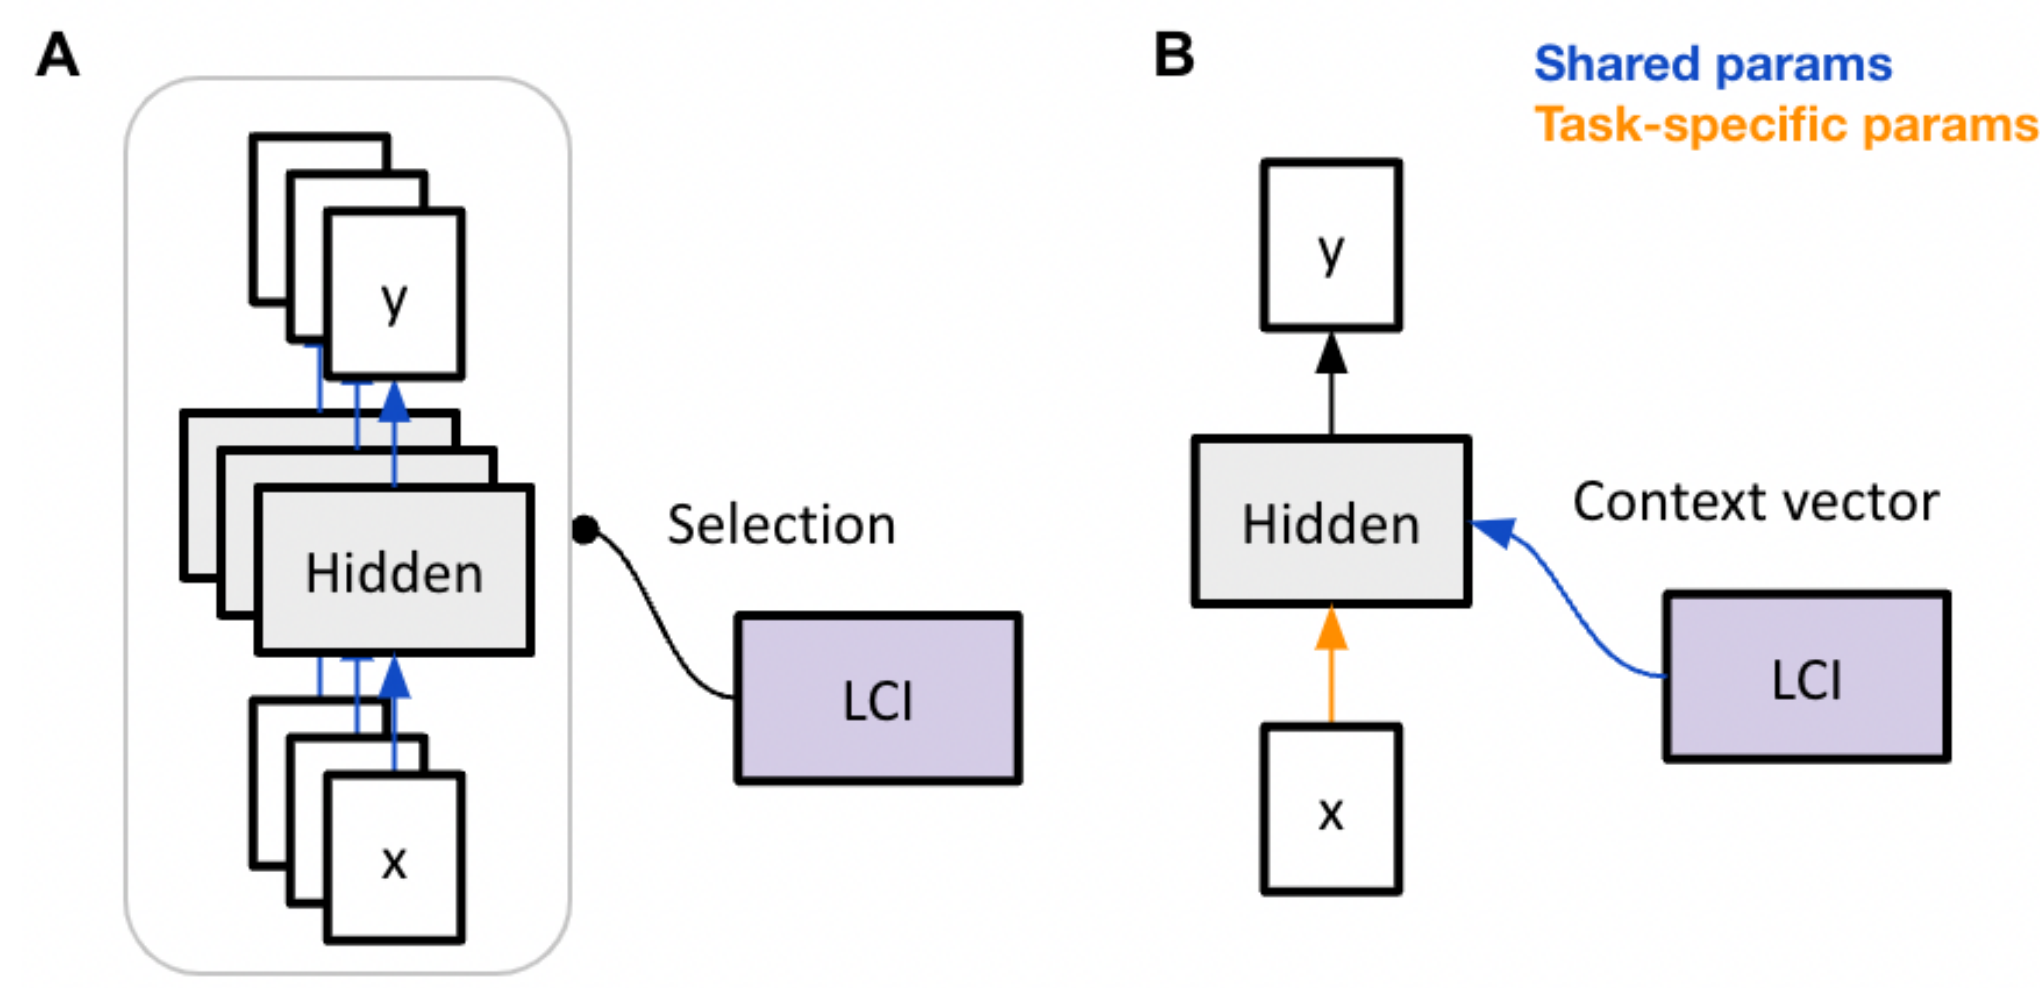 A
y
Hidden
x
Selection
LCI
B
Shared params
Task-specific params
y
Hidden
x
Context vector
LCI